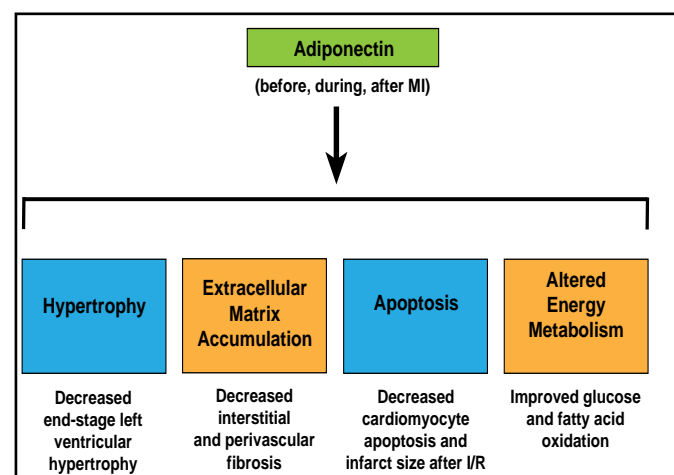 Adiponectin
(before, during, after MI)
Hypertrophy
Extracellular
Matrix
Accumulation
Apoptosis
Altered
Energy
Metabolism
Decreased
end-stage left
ventricular
hypertrophy
Decreased
interstitial
and perivascular
fibrosis
Decreased
cardiomyocyte
apoptosis and
infarct size after I/R
Improved glucose
and fatty acid
oxidation